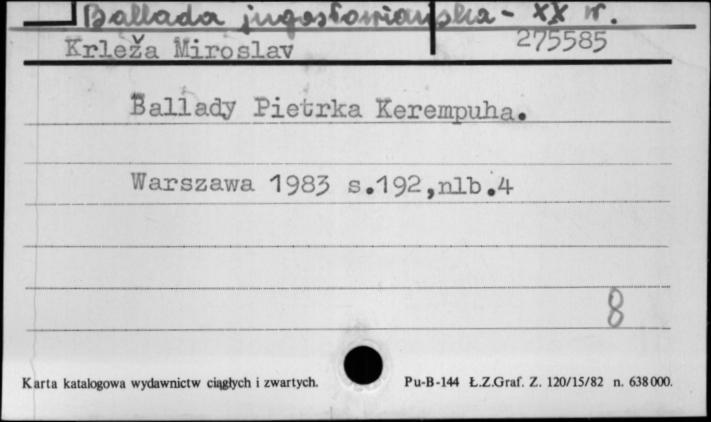 Ballada jugosłowiańska - XX w.
Krleža Miroslav 275585
Ballady Pietrka Kerempuha.
Warszawa 1983 s.192,nlb.4
8
Karta katalogowa wydawnictw ciągłych i zwartych. Pu-B-144 Ł.Z.Graf. Z. 120/15/82 n. 638000.